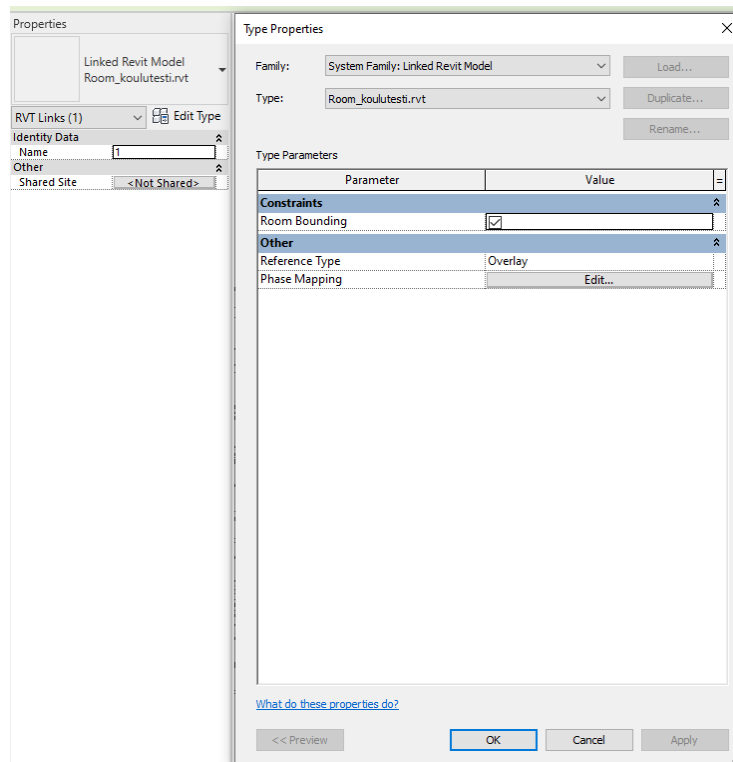 Properties
Linked Revit Model
Room_koulutesti.rvt
RVT Links (1)
Edit Type
Identity Data
Name
1
Other
Shared Site
<Not Shared>
Type Properties
Family:
System Family: Linked Revit Model
Load...
Type:
Room_koulutesti.rvt
Duplicate...
Rename...
Type Parameters
Parameter
Value
=
Constraints
Room Bounding
Other
Reference Type
Overlay
Phase Mapping
Edit...
What do these properties do?
<< Preview
OK
Cancel
Apply